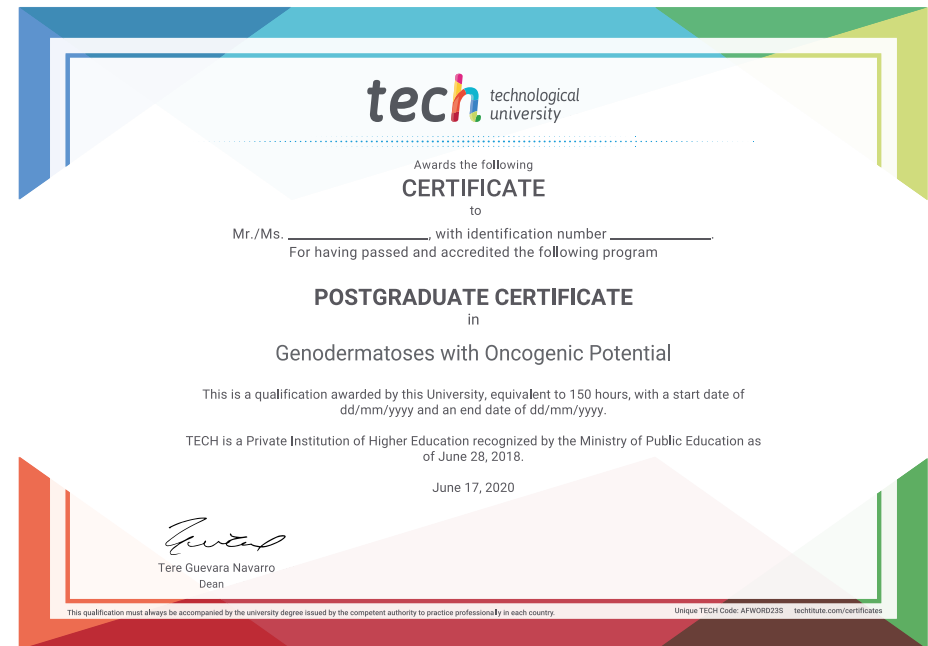 tech technological
university
Awards the following
CERTIFICATE
to
Mr./Ms. ____________________, with identification number ______________.
For having passed and accredited the following program
POSTGRADUATE CERTIFICATE
in
Genodermatoses with Oncogenic Potential
This is a qualification awarded by this University, equivalent to 150 hours, with a start date of
dd/mm/yyyy and an end date of dd/mm/yyyy.
TECH is a Private Institution of Higher Education recognized by the Ministry of Public Education as
of June 28, 2018.
June 17, 2020
Tere Guevara Navarro
Dean
This qualification must always be accompanied by the university degree issued by the competent authority to practice professionally in each country.
Unique TECH Code: AFWORD23S techtitute.com/certificates